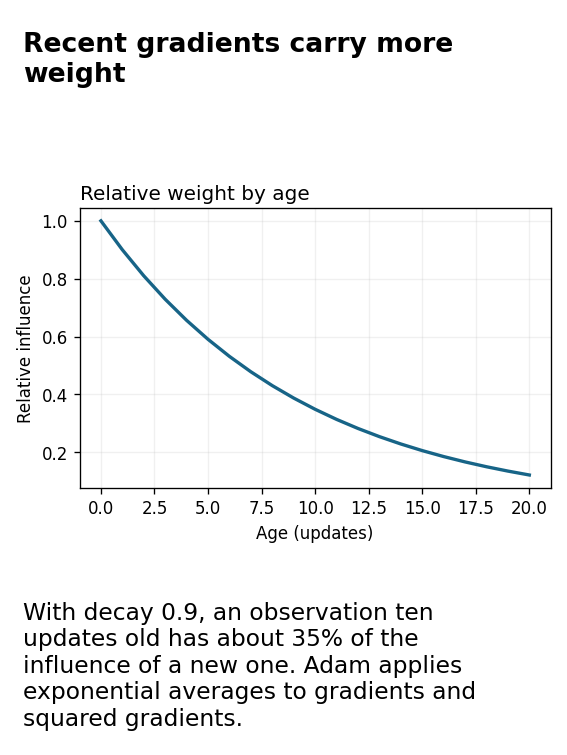 Recent gradients carry more
weight
Relative weight by age
1.0
0.8
0.6
0.4
0.2
Relative influence
0.0 2.5 5.0 7.5 10.0 12.5 15.0 17.5 20.0
Age (updates)
With decay 0.9, an observation ten
updates old has about 35% of the
influence of a new one. Adam applies
exponential averages to gradients and
squared gradients.